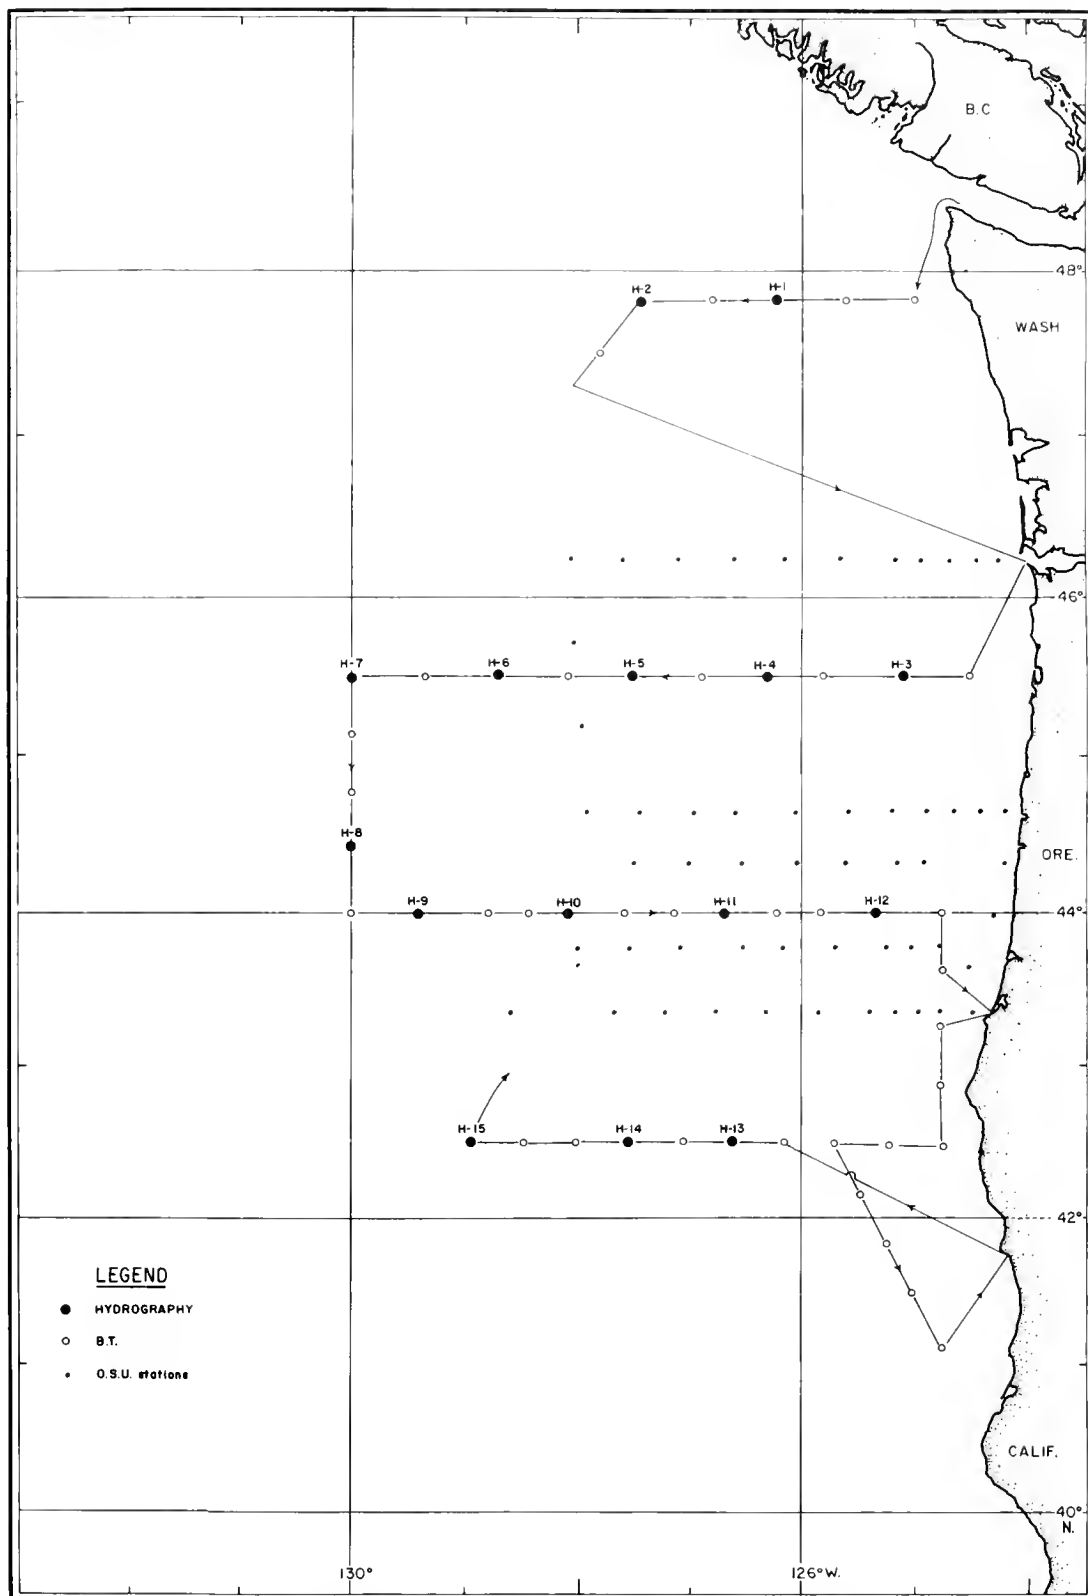 B.C
48°
H-2
H-1
WASH
46°
H-7
H-6
H-5
H-4
H-3
H-8
ORE.
H-9
H-10
H-11
H-12
44°
H-15
H-14
H-13
42°
LEGEND
HYDROGRAPHY
B.T.
O.S.U. stations
CALIF.
40°
N.
130°
126° W.